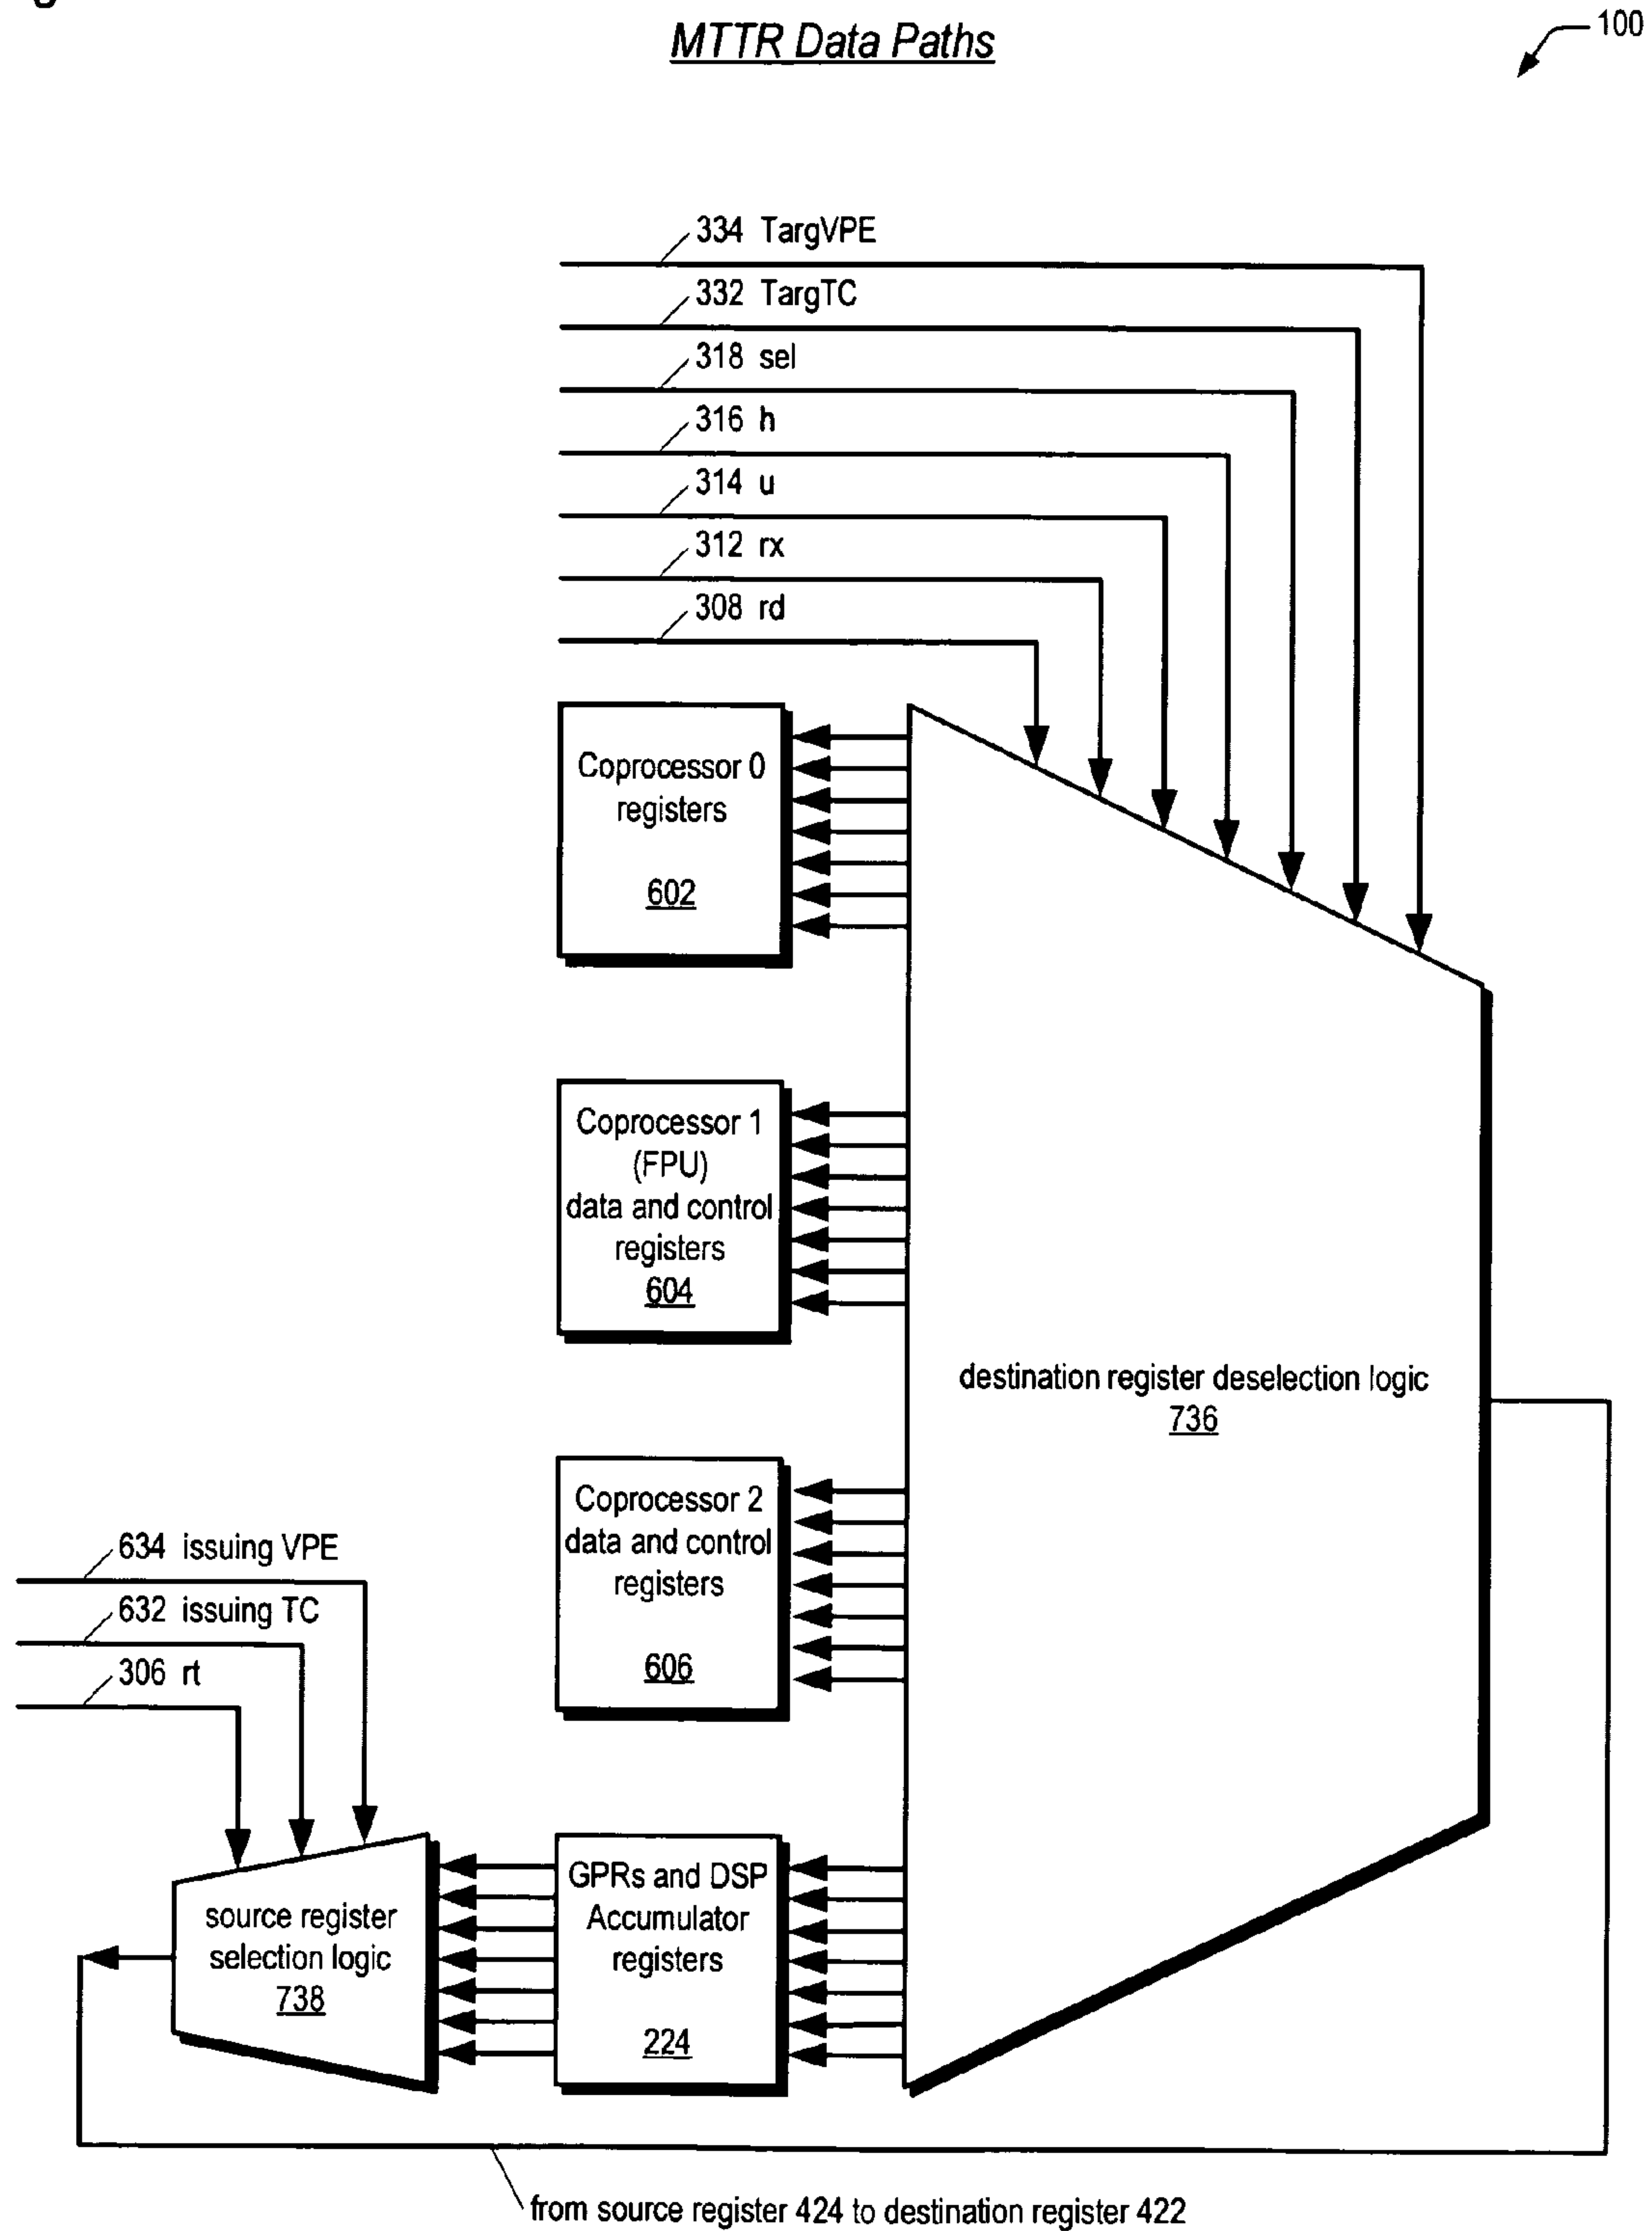 MTTR Data Paths
100
334 TargVPE
332 TargTC
318 sel
316 h
314 u
312 rx
308 rd
Coprocessor 0
registers
602
Coprocessor 1
(FPU)
data and control
registers
604
destination register deselection logic
736
Coprocessor 2
data and control
registers
606
634 issuing VPE
632 issuing TC
306 rt
source register
selection logic
738
GPRs and DSP
Accumulator
registers
224
from source register 424 to destination register 422